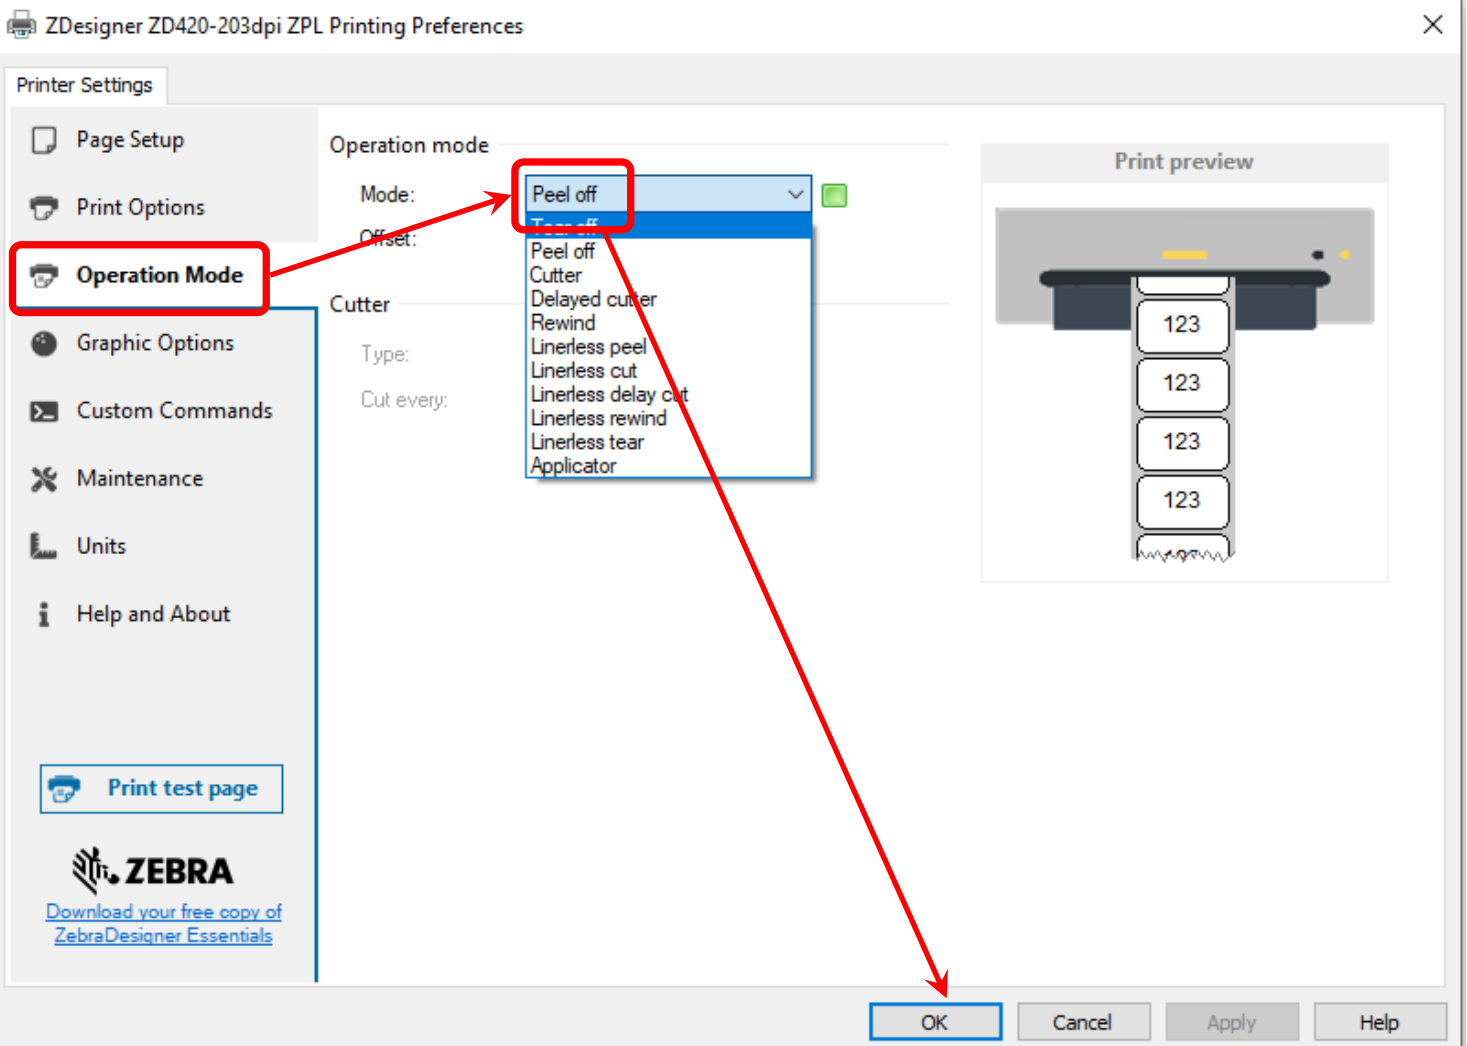 ZDesigner ZD420-203dpi ZPL Printing Preferences
Printer Settings
Page Setup
Print Options
Operation Mode
Graphic Options
Custom Commands
Maintenance
Units
Help and About
Print test page
ZEBRA
Download your free copy of
ZebraDesigner Essentials
Operation mode
Mode:
Peel off
Offset:
Tear off
Peel off
Cutter
Delayed cutter
Rewind
Linerless peel
Linerless cut
Linerless delay cut
Linerless rewind
Linerless tear
Applicator
Cutter
Type:
Cut every:
Print preview
123
123
123
123
OK
Cancel
Apply
Help